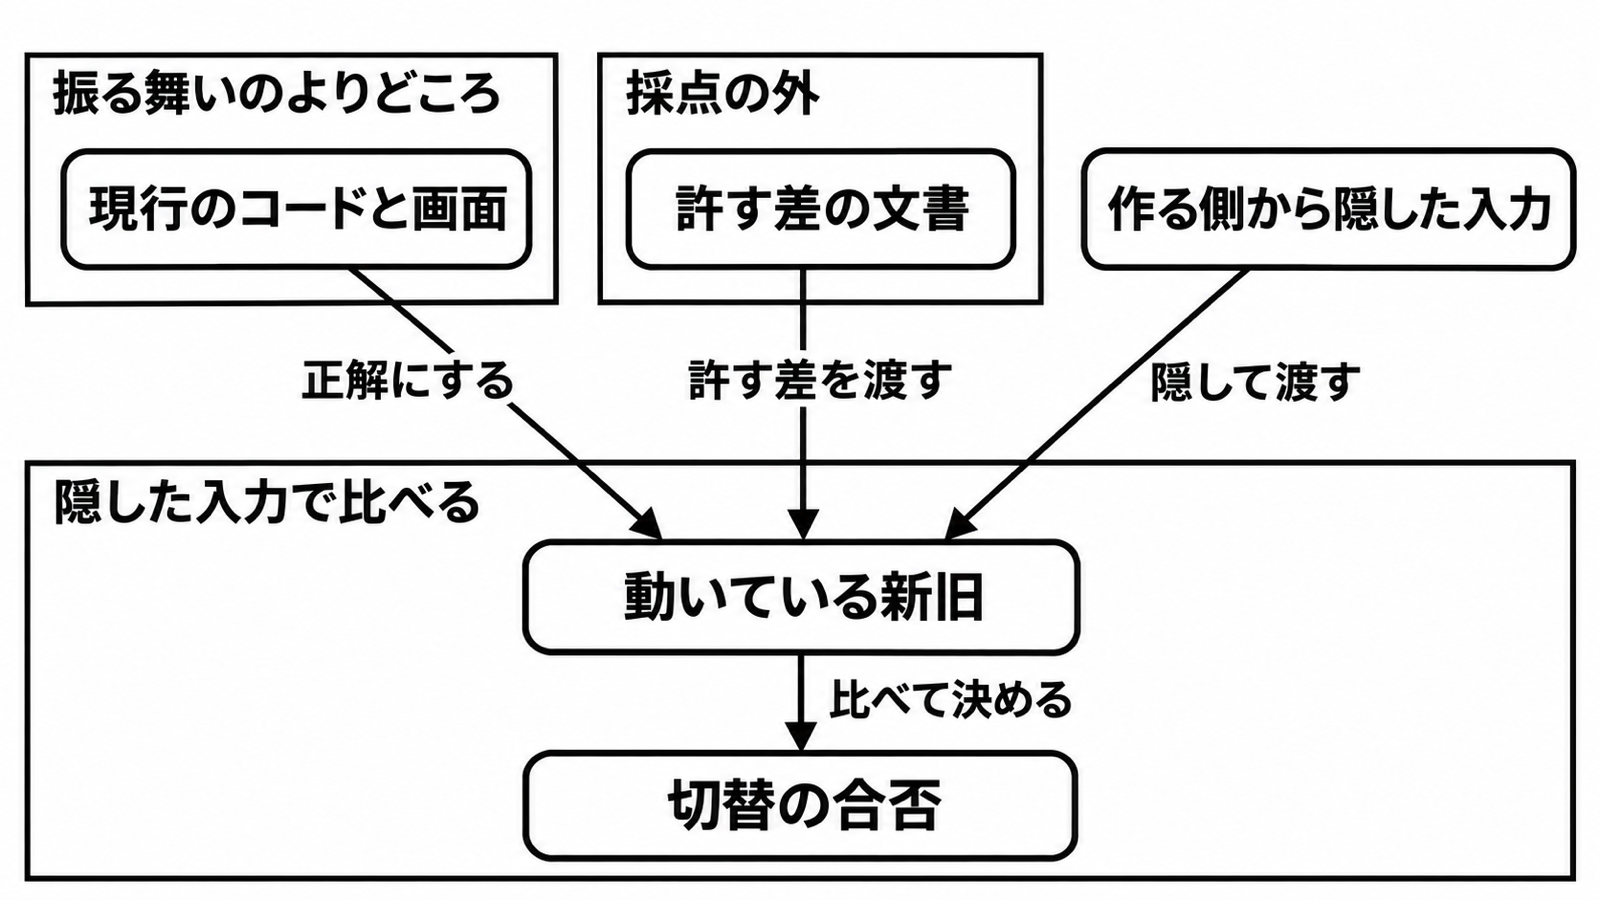 振る舞いのよりどころ
採点の外
現行のコードと画面
許す差の文書
作る側から隠した入力
正解にする
許す差を渡す
隠して渡す
隠した入力で比べる
動いている新旧
比べて決める
切替の合否